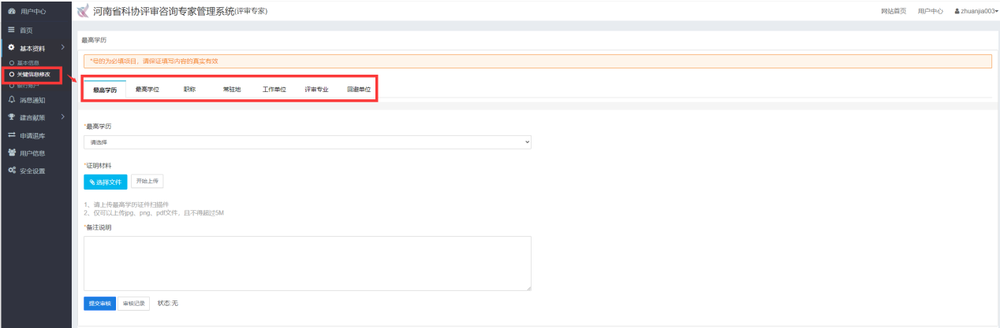 用户中心
河南省科协评审咨询专家管理系统(评审专家)
网站首页 用户中心 zhuanjia003
首页
基本资料
基本信息
关键信息修改
银行账户
消息通知
建言献策
申请退库
用户信息
安全设置
最高学历
*号的为必填项目，请保证填写内容的真实有效
最高学历 最高学位 职称 常驻地 工作单位 评审专业 回避单位
*最高学历
请选择
*证明材料
选择文件 开始上传
1、请上传最高学历证件扫描件
2、仅可以上传jpg、png、pdf文件，且不得超过5M
*备注说明
提交审核 审核记录 状态:无